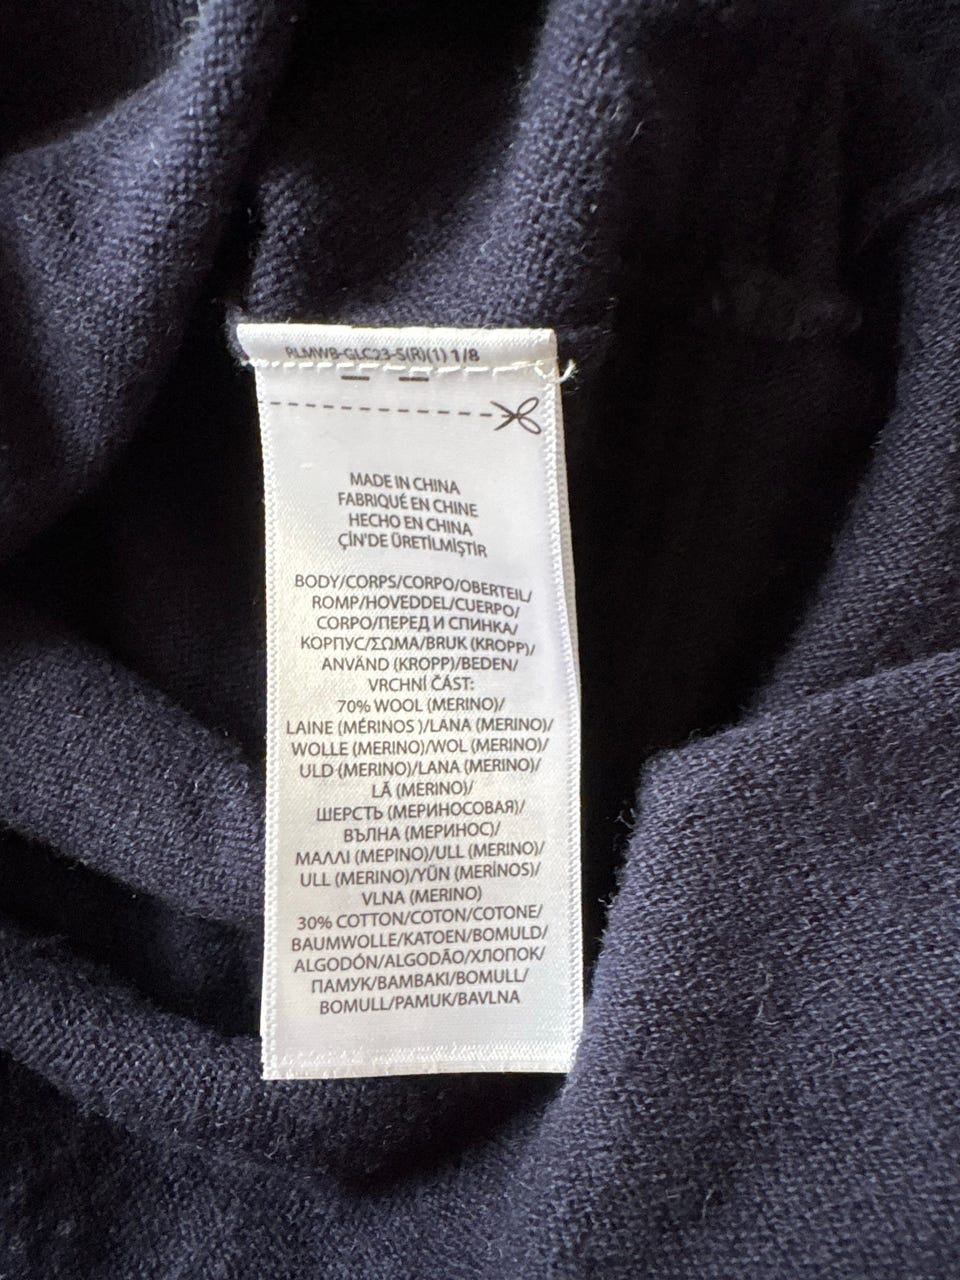 RLMWB-GLC23-S(R)(1) 1/8
MADE IN CHINA
FABRIQUÉ EN CHINE
HECHO EN CHINA
ÇİN'DE ÜRETİLMİŞTİR
BODY/CORPS/CORPO/OBERTEIL/
ROMP/HOVEDDEL/CUERPO/
CORPO/ПЕРЕД И СПИНКА/
КОРПУС/ΣΩΜΑ/BRUK (KROPP)/
ANVÄND (KROPP)/BEDEN/
VRCHNÍ ČÁST:
70% WOOL (MERINO)/
LAINE (MÉRINOS )/LANA (MERINO)/
WOLLE (MERINO)/WOL (MERINO)/
ULD (MERINO)/LANA (MERINO)/
LÃ (MERINO)/
ШЕРСТЬ (МЕРИНОСОВАЯ)/
ВЪЛНА (МЕРИНОС)/
ΜΑΛΛΙ (ΜΕΡΙΝΟ)/ULL (MERINO)/
ULL (MERINO)/YÜN (MERİNOS)/
VLNA (MERINO)
30% COTTON/COTON/COTONE/
BAUMWOLLE/KATOEN/BOMULD/
ALGODÓN/ALGODÃO/ХЛОПОК/
ПАМУК/ΒΑΜΒΑΚΙ/BOMULL/
BOMULL/PAMUK/BAVLNA